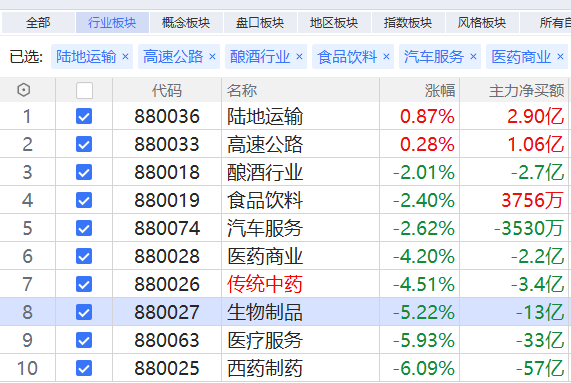 全部 行业板块 概念板块 盘口板块 地区板块 指数板块 风格板块 所有自
已选: 陆地运输 × 高速公路 × 酿酒行业 × 食品饮料 × 汽车服务 × 医药商业 ×
代码 名称 涨幅 主力净买额
1 880036 陆地运输 0.87% 2.90亿
2 880033 高速公路 0.28% 1.06亿
3 880018 酿酒行业 -2.01% -2.7亿
4 880019 食品饮料 -2.40% 3756万
5 880074 汽车服务 -2.62% -3530万
6 880028 医药商业 -4.20% -2.2亿
7 880026 传统中药 -4.51% -3.4亿
8 880027 生物制品 -5.22% -13亿
9 880063 医疗服务 -5.93% -33亿
10 880025 西药制药 -6.09% -57亿